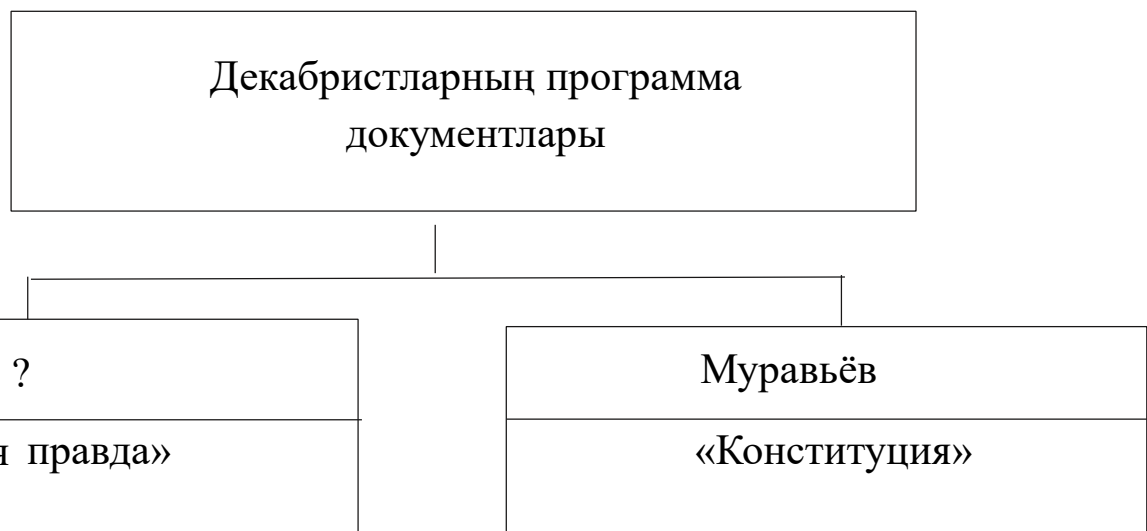 Декабристларның программа
документлары
?
Муравьёв
я правда»
«Конституция»